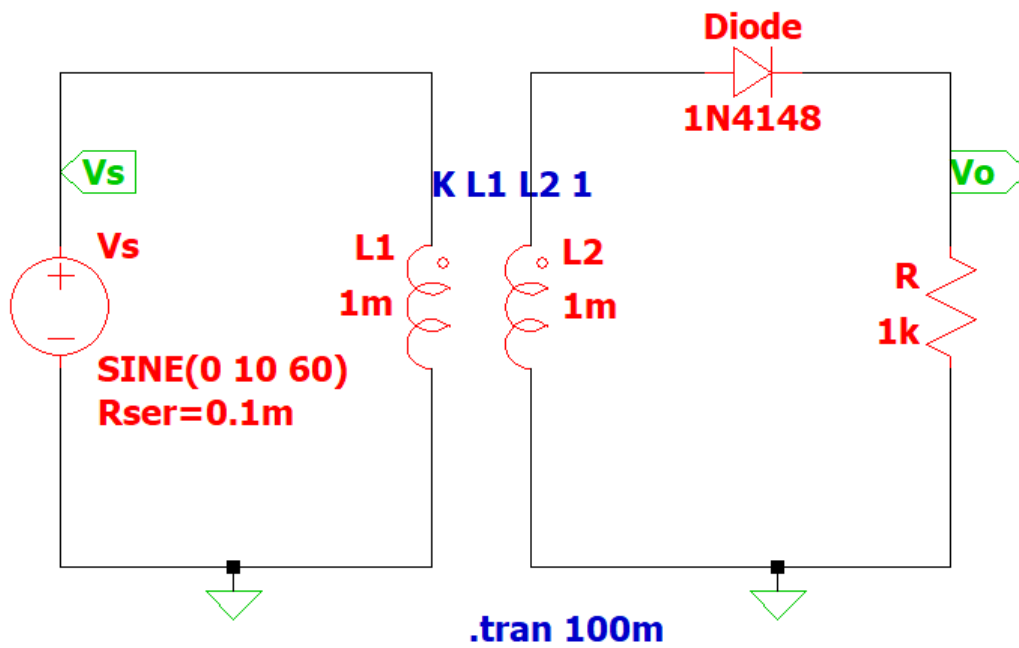 Diode
1N4148
Vs
K L1 L2 1
Vo
Vs
L1
L2
1m
1m
R
1k
SINE(0 10 60)
Rser=0.1m
.tran 100m